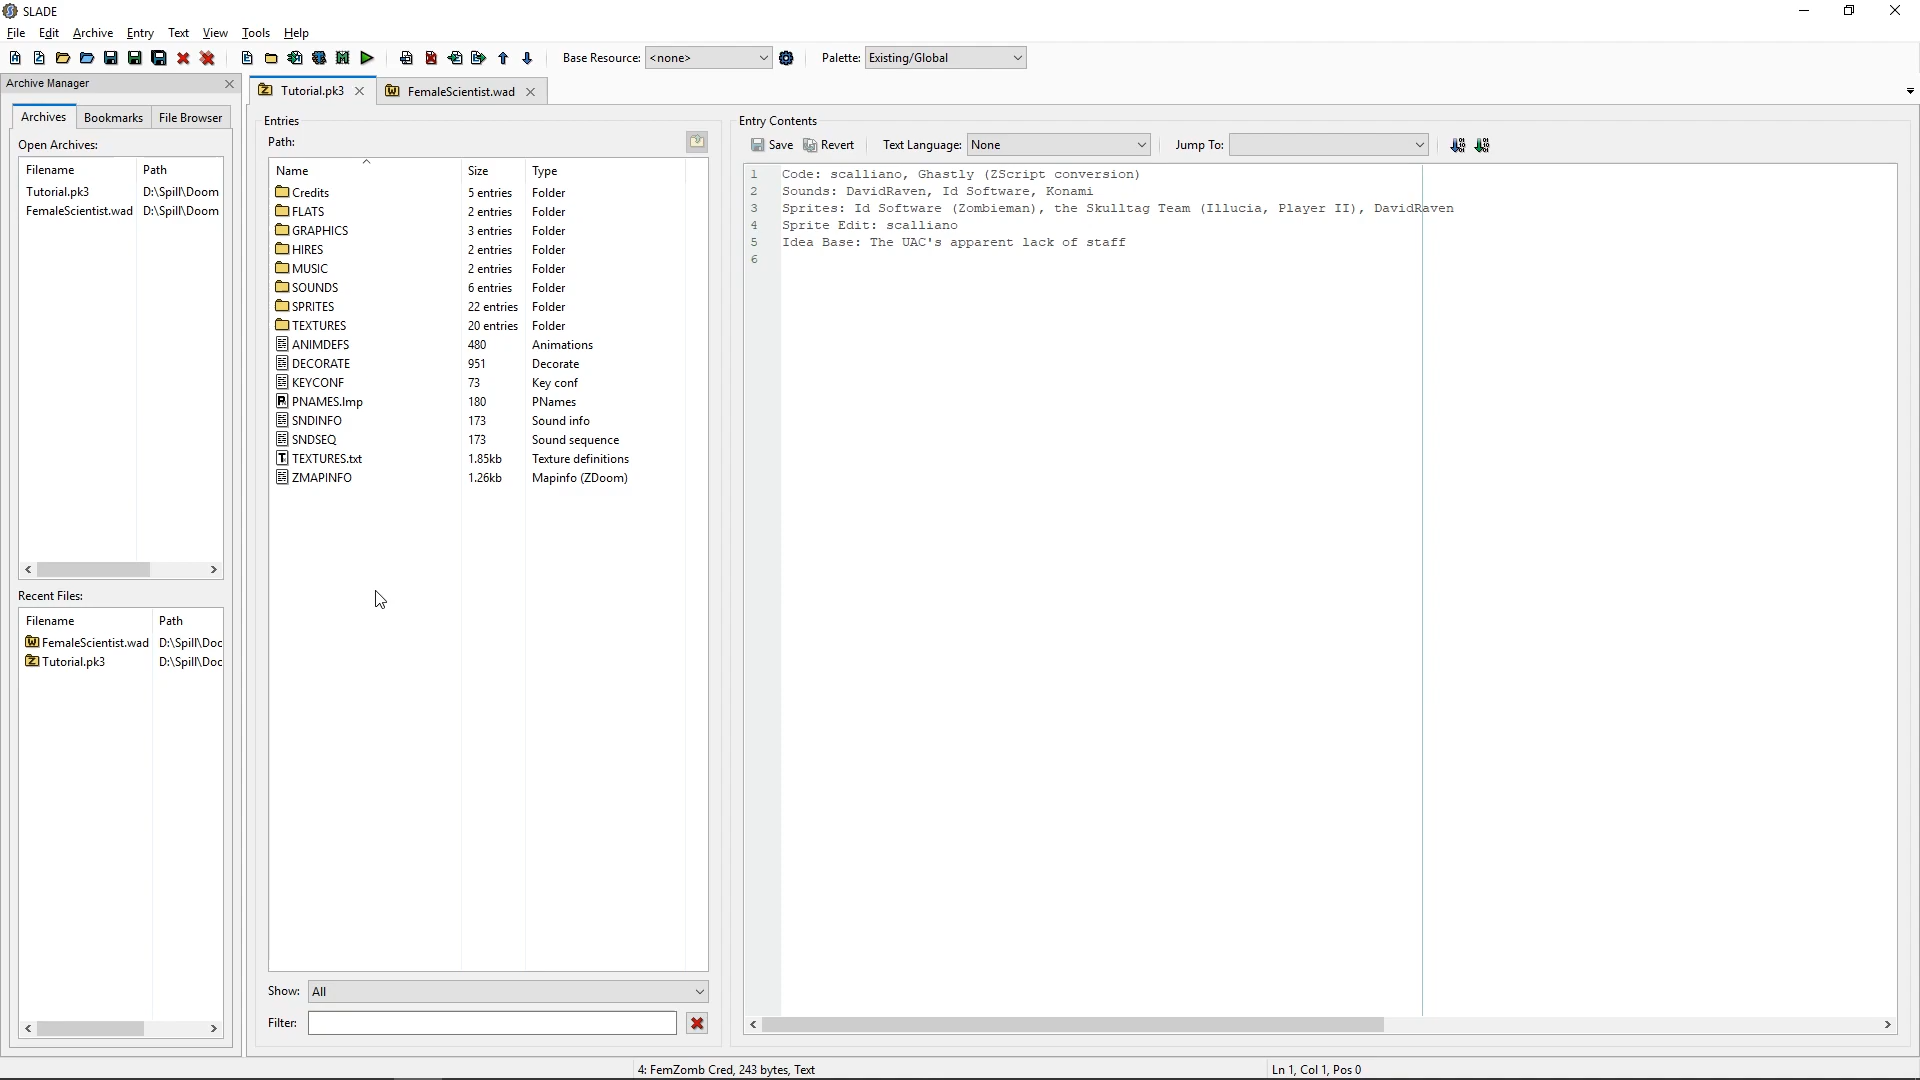 SLADE
File Edit Archive Entry Text View Tools Help
Base Resource: <none> Palette: Existing/Global
Archive Manager
Tutorial.pk3 FemaleScientist.wad
Archives Bookmarks File Browser
Open Archives:
Filename Path
Tutorial.pk3 D:\Spill\Doom
FemaleScientist.wad D:\Spill\Doom
Recent Files:
Filename Path
FemaleScientist.wad D:\Spill\Doc
Tutorial.pk3 D:\Spill\Doc
Entries
Path:
Name Size Type
Credits 5 entries Folder
FLATS 2 entries Folder
GRAPHICS 3 entries Folder
HIRES 2 entries Folder
MUSIC 2 entries Folder
SOUNDS 6 entries Folder
SPRITES 22 entries Folder
TEXTURES 20 entries Folder
ANIMDEFS 480 Animations
DECORATE 951 Decorate
KEYCONF 73 Key conf
PNAMES.lmp 180 PNames
SNDINFO 173 Sound info
SNDSEQ 173 Sound sequence
TEXTURES.txt 1.85kb Texture definitions
ZMAPINFO 1.26kb Mapinfo (ZDoom)
Show: All
Filter:
Entry Contents
Save Revert Text Language: None Jump To:
1 Code: scalliano, Ghastly (ZScript conversion)
2 Sounds: DavidRaven, Id Software, Konami
3 Sprites: Id Software (Zombieman), the Skulltag Team (Illucia, Player II), DavidRaven
4 Sprite Edit: scalliano
5 Idea Base: The UAC's apparent lack of staff
6
4: FemZomb Cred, 243 bytes, Text
Ln 1, Col 1, Pos 0